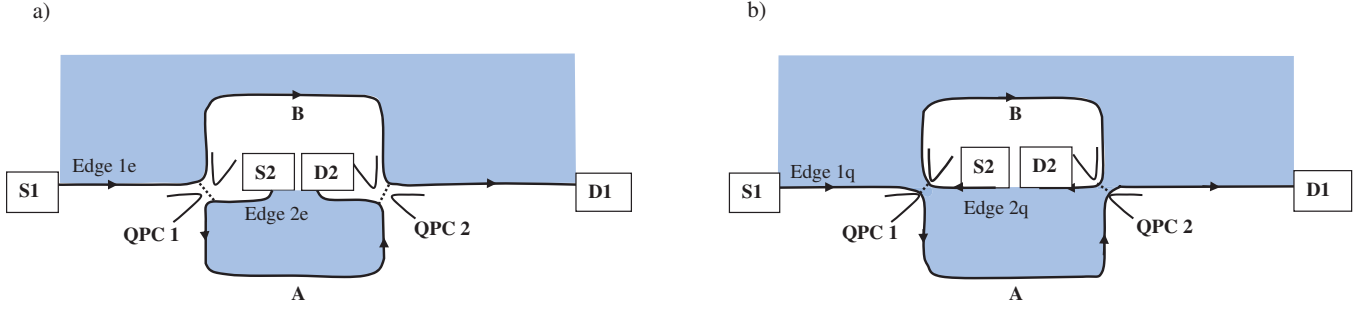 a)
B
Edge 1e
S1
S2
D2
D1
Edge 2e
QPC 1
QPC 2
A
b)
B
Edge 1q
S1
S2
D2
D1
Edge 2q
QPC 1
QPC 2
A